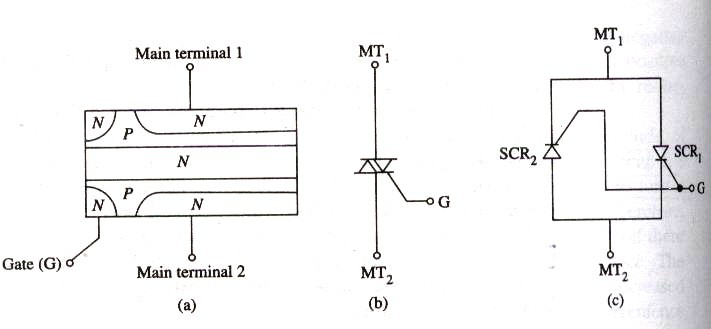 Main terminal 1
N
P
N
N
P
N
N
Gate (G)
Main terminal 2
(a)
MT1
G
MT2
(b)
MT1
SCR2
SCR1
G
MT2
(c)